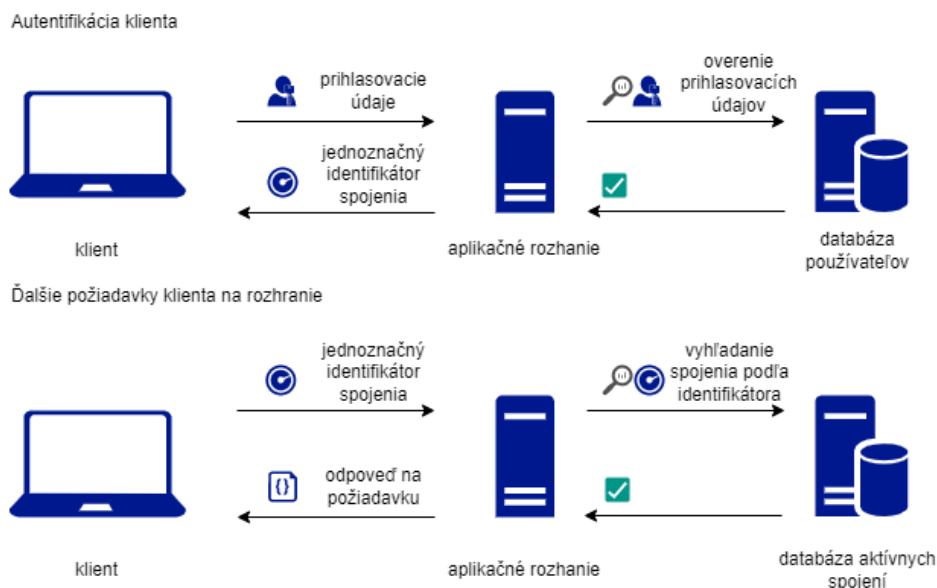 Autentifikácia klienta
prihlasovacie
údaje
overenie
prihlasovacích
údajov
jednoznačný
identifikátor
spojenia
klient
aplikačné rozhanie
databáza
používateľov
Ďalšie požiadavky klienta na rozhranie
jednoznačný
identifikátor
spojenia
vyhľadanie
spojenia podľa
identifikátora
odpoveď na
požiadavku
klient
aplikačné rozhanie
databáza aktívnych
spojení